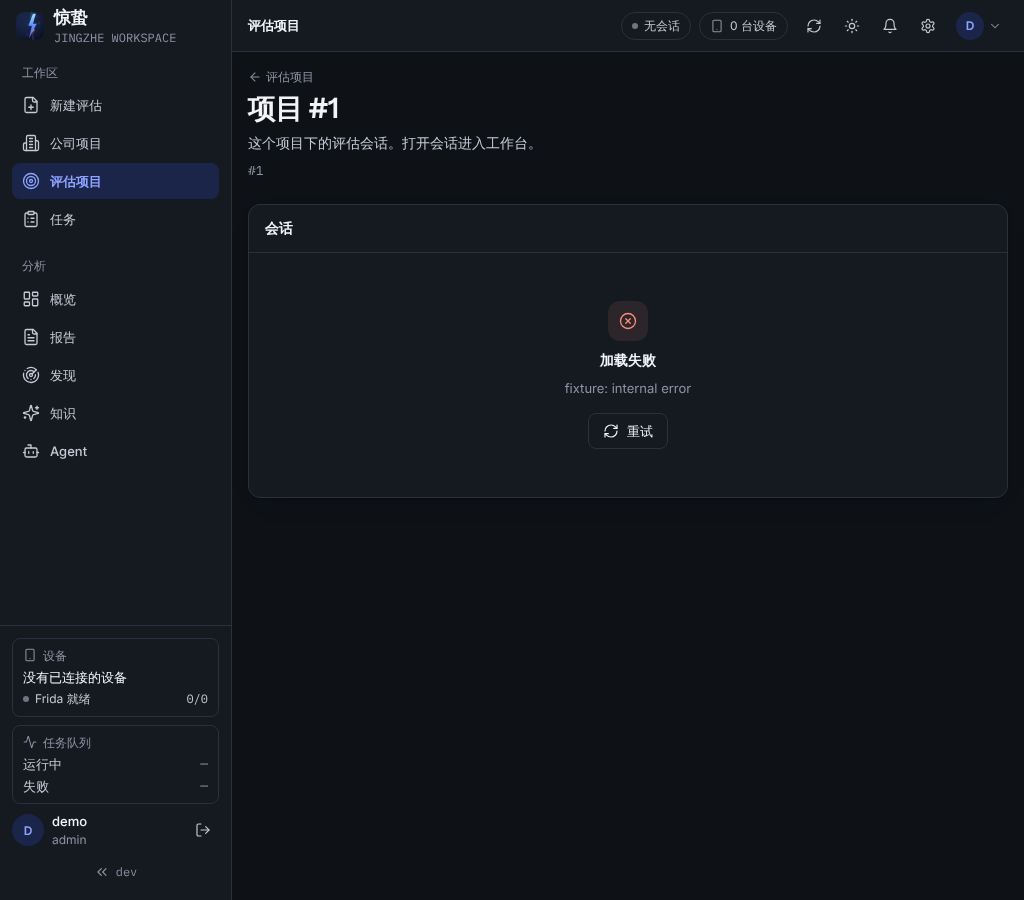 惊蛰
JINGZHE WORKSPACE
工作区
新建评估
公司项目
评估项目
任务
分析
概览
报告
发现
知识
Agent
设备
没有已连接的设备
Frida 就绪 0/0
任务队列
运行中 —
失败 —
D
demo
admin
dev
评估项目
无会话
0 台设备
D
评估项目
项目 #1
这个项目下的评估会话。打开会话进入工作台。
#1
会话
加载失败
fixture: internal error
重试